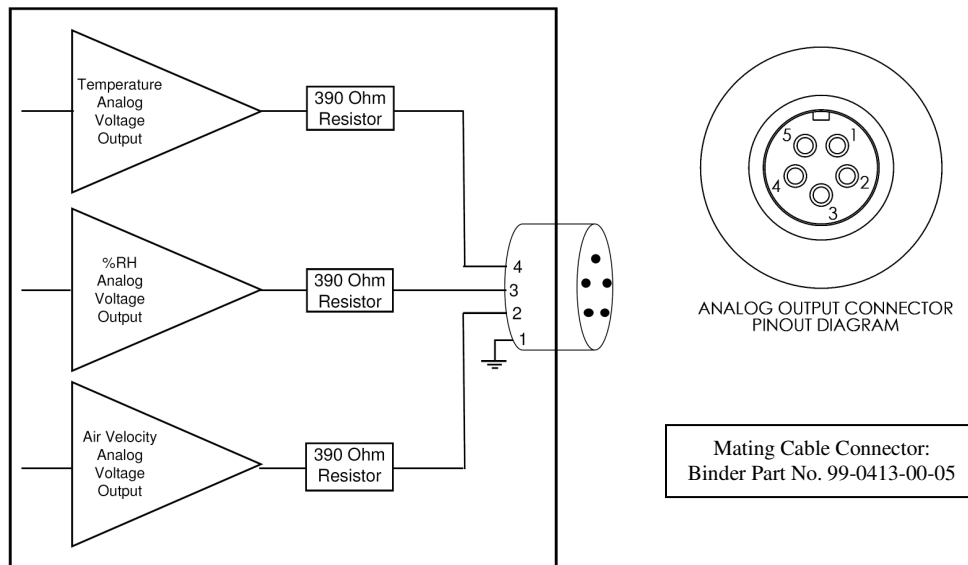 Temperature
Analog
Voltage
Output
390 Ohm
Resistor
%RH
Analog
Voltage
Output
390 Ohm
Resistor
Air Velocity
Analog
Voltage
Output
390 Ohm
Resistor
4
3
2
1
5
1
4
2
3
ANALOG OUTPUT CONNECTOR
PINOUT DIAGRAM
Mating Cable Connector:
Binder Part No. 99-0413-00-05